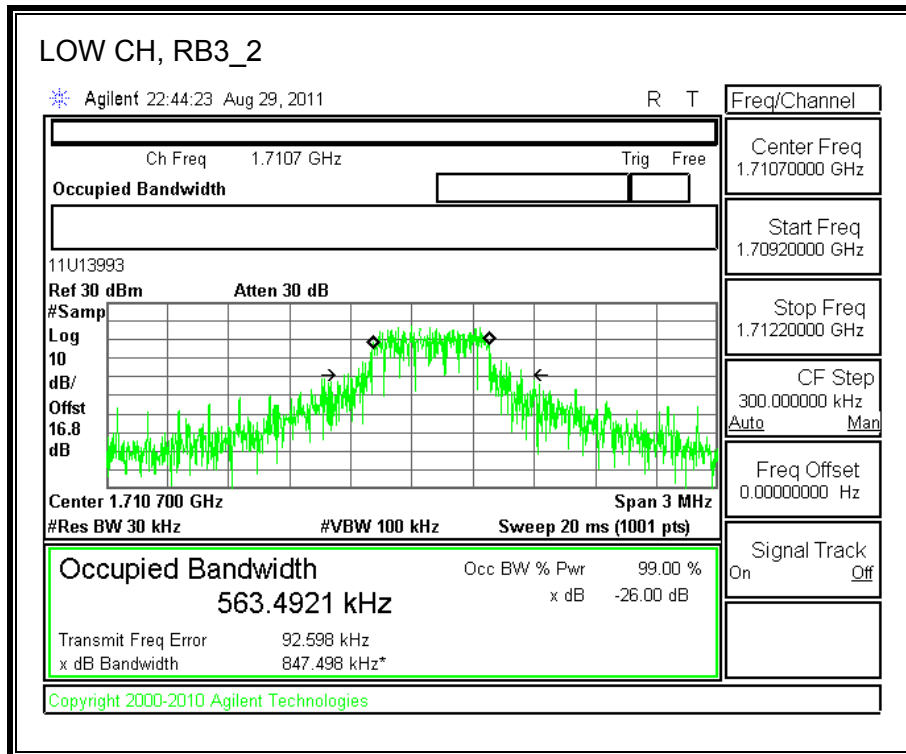 LOW CH, RB3_2
Agilent 22:44:23 Aug 29, 2011 R T
Freq/Channel
Ch Freq 1.7107 GHz Trig Free
Occupied Bandwidth
Center Freq
1.71070000 GHz
Start Freq
1.70920000 GHz
Stop Freq
1.71220000 GHz
CF Step
300.000000 kHz
Auto Man
Freq Offset
0.00000000 Hz
Signal Track
On Off
11U13993
Ref 30 dBm Atten 30 dB
#Samp
Log
10
dB/
Offst
16.8
dB
Center 1.710 700 GHz Span 3 MHz
#Res BW 30 kHz #VBW 100 kHz Sweep 20 ms (1001 pts)
Occupied Bandwidth Occ BW % Pwr 99.00 %
563.4921 kHz x dB -26.00 dB
Transmit Freq Error 92.598 kHz
x dB Bandwidth 847.498 kHz*
Copyright 2000-2010 Agilent Technologies